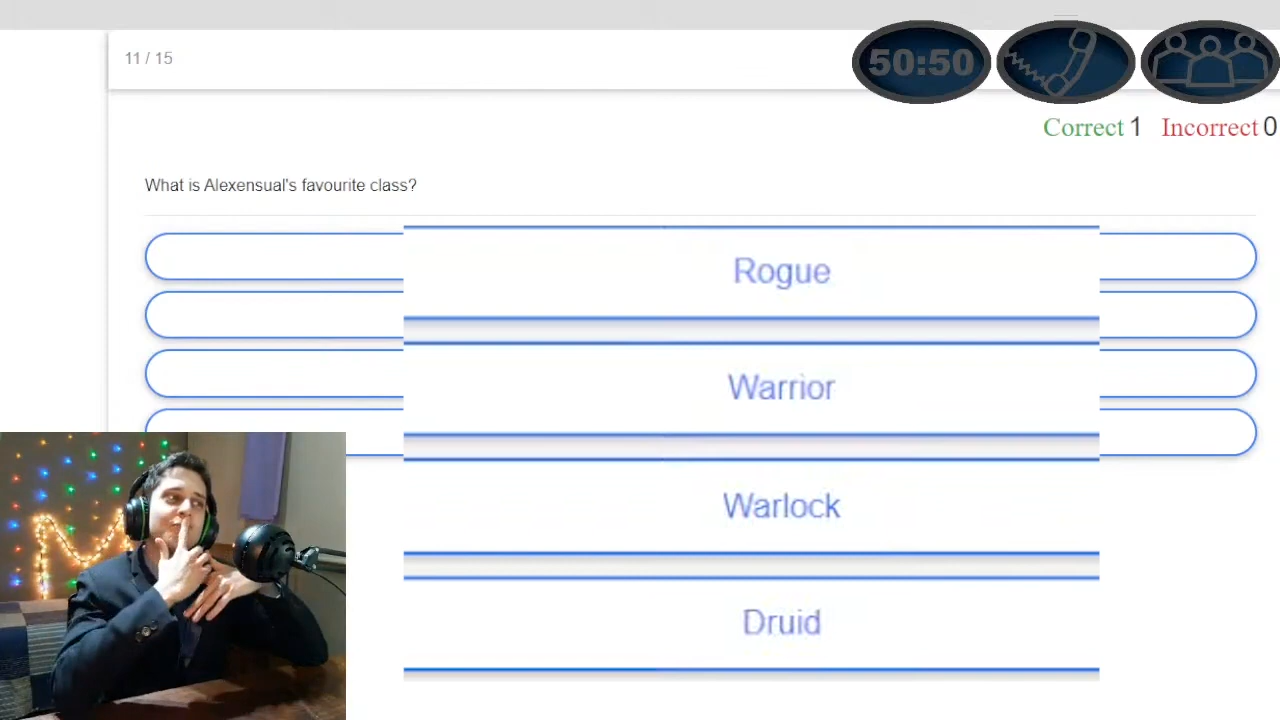 11 / 15
50:50
Correct 1 Incorrect 0
What is Alexensual's favourite class?
Rogue
Warrior
Warlock
Druid
M